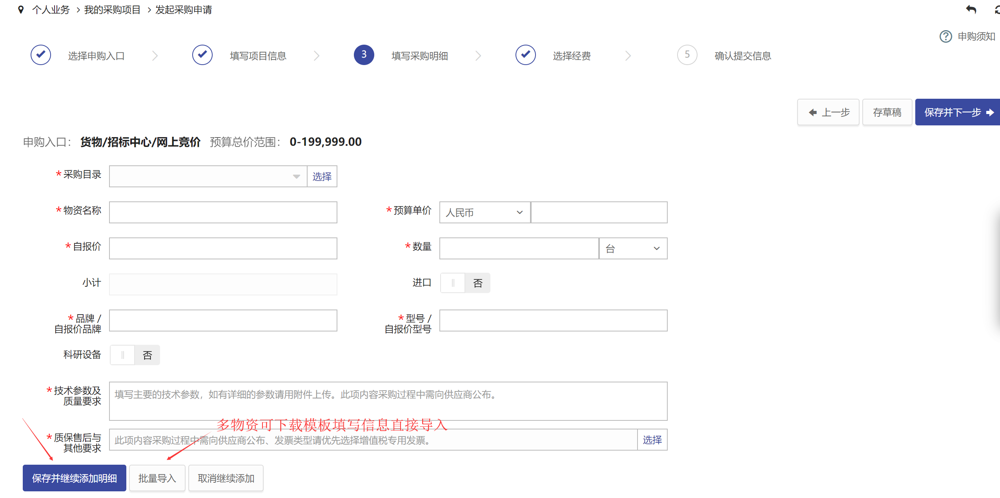 个人业务 > 我的采购项目 > 发起采购申请
申购须知
选择申购入口
填写项目信息
3 填写采购明细
选择经费
5 确认提交信息
上一步
存草稿
保存并下一步
申购入口： 货物/招标中心/网上竞价 预算总价范围： 0-199,999.00
*采购目录
选择
*物资名称
*预算单价 人民币
*自报价
*数量 台
小计
进口 否
*品牌 /
自报价品牌
*型号 /
自报价型号
科研设备 否
*技术参数及
质量要求
填写主要的技术参数，如有详细的参数请用附件上传。此项内容采购过程中需向供应商公布。
多物资可下载模板填写信息直接导入
*质保售后与
其他要求
此项内容采购过程中需向供应商公布、发票类型请优先选择增值税专用发票。
选择
保存并继续添加明细
批量导入
取消继续添加